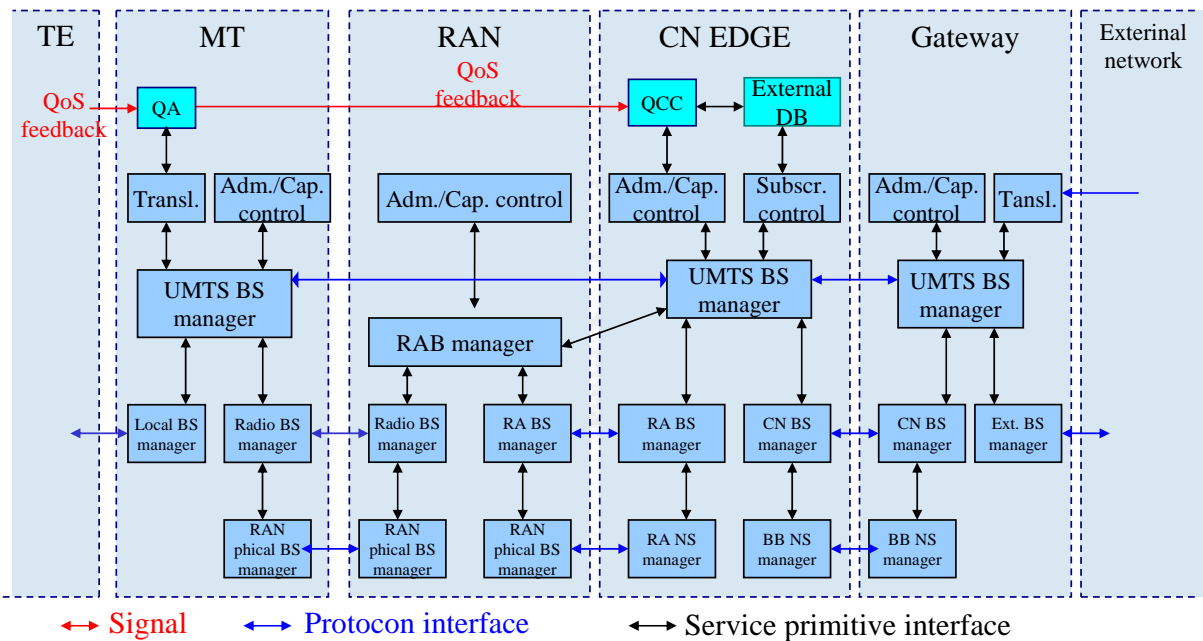 TE
MT
RAN
CN EDGE
Gateway
Exterinal
network
QoS
feedback
QA
QoS
feedback
QCC
External
DB
Transl.
Adm./Cap.
control
Adm./Cap. control
Adm./Cap.
control
Subscr.
control
Adm./Cap.
control
Tansl.
UMTS BS
manager
RAB manager
UMTS BS
manager
UMTS BS
manager
Local BS
manager
Radio BS
manager
Radio BS
manager
RA BS
manager
RA BS
manager
CN BS
manager
CN BS
manager
Ext. BS
manager
RAN
phical BS
manager
RAN
phical BS
manager
RAN
phical BS
manager
RA NS
manager
BB NS
manager
BB NS
manager
Signal
Protocon interface
Service primitive interface